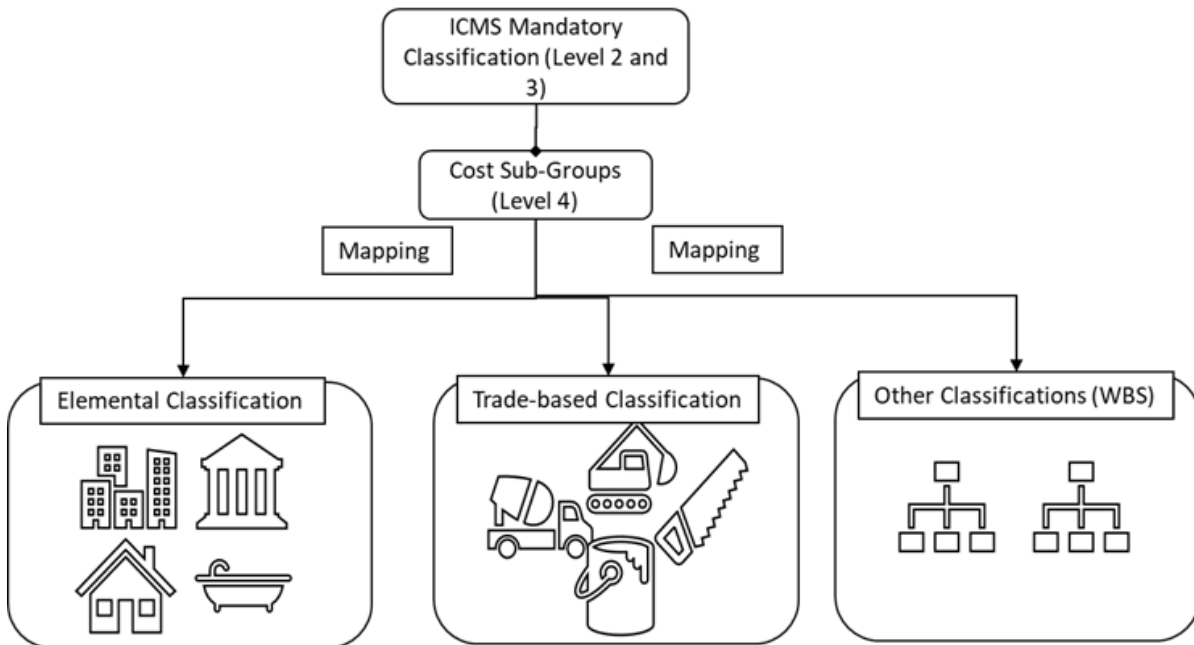 ICMS Mandatory
Classification (Level 2 and
3)
Cost Sub-Groups
(Level 4)
Mapping
Mapping
Elemental Classification
Trade-based Classification
Other Classifications (WBS)